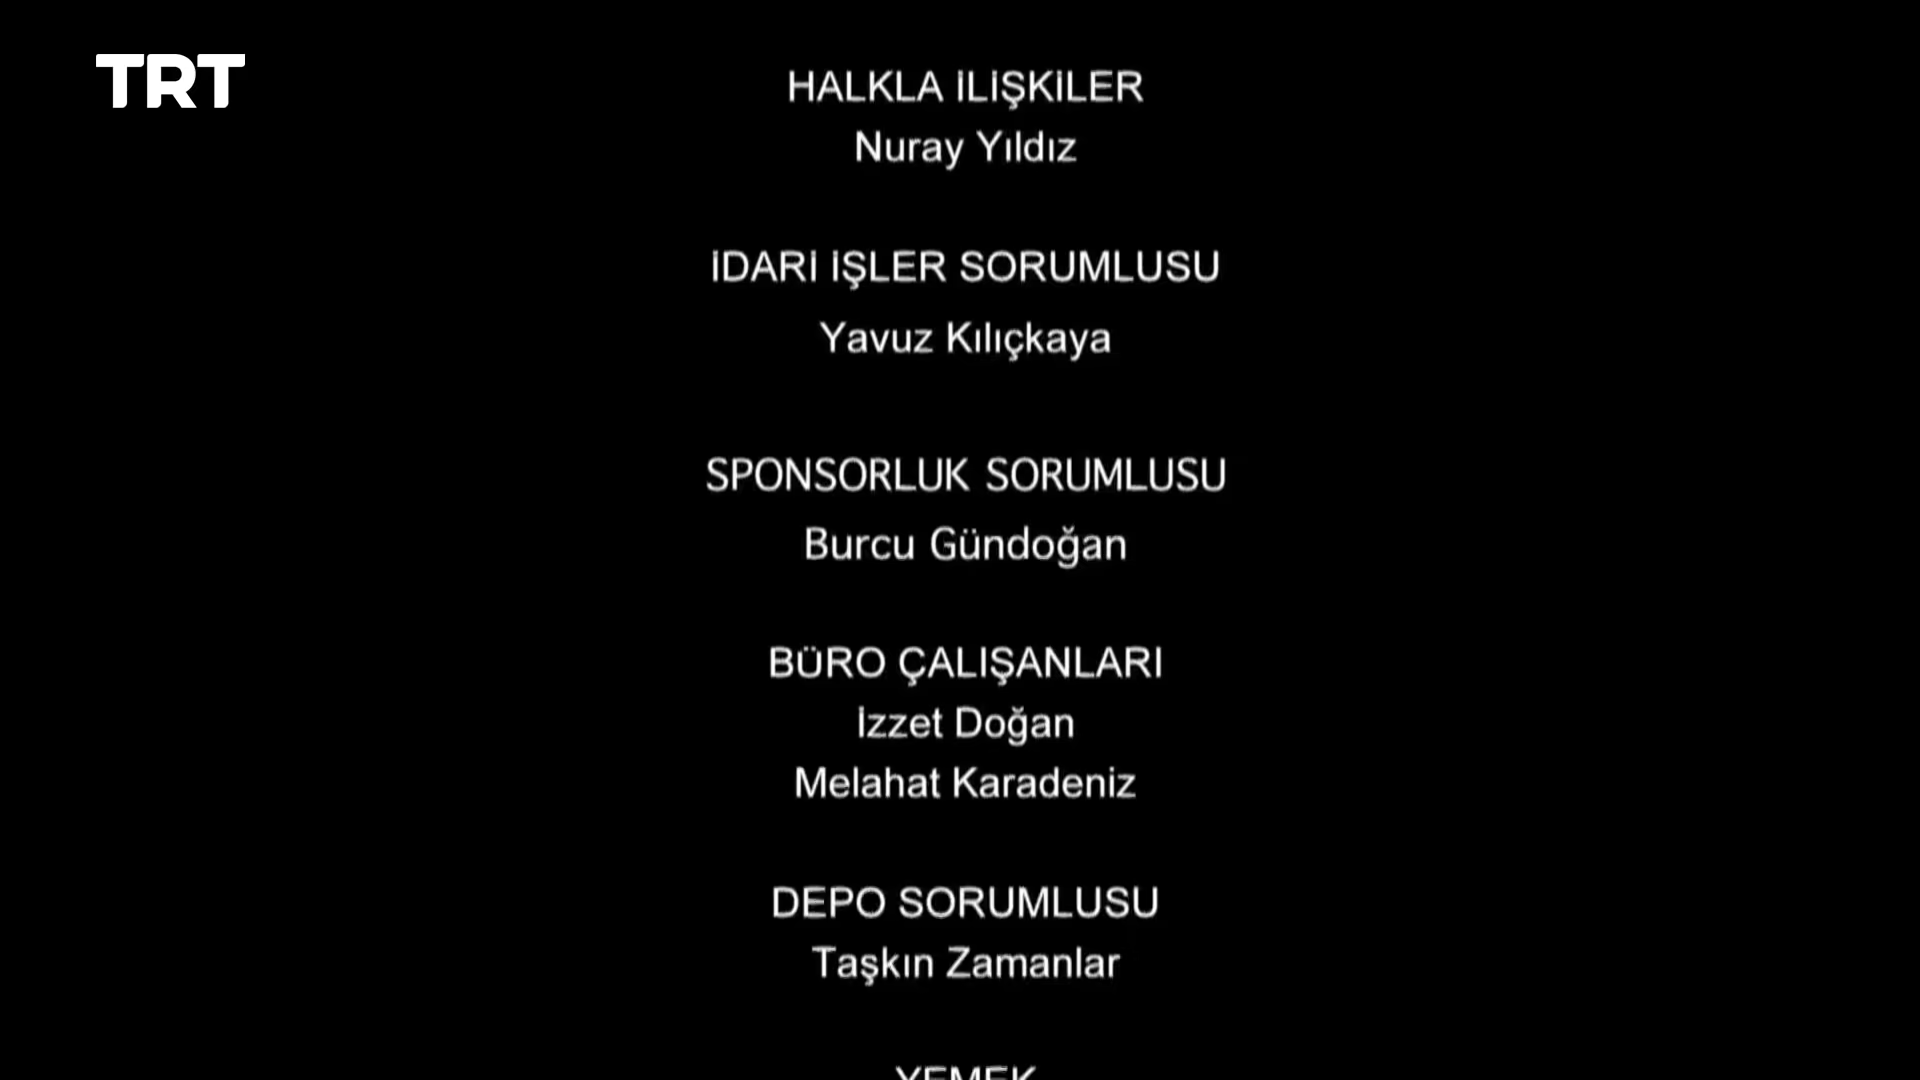 TRT
HALKLA İLİŞKİLER
Nuray Yıldız
İDARİ İŞLER SORUMLUSU
Yavuz Kılıçkaya
SPONSORLUK SORUMLUSU
Burcu Gündoğan
BÜRO ÇALIŞANLARI
İzzet Doğan
Melahat Karadeniz
DEPO SORUMLUSU
Taşkın Zamanlar
YEMEK